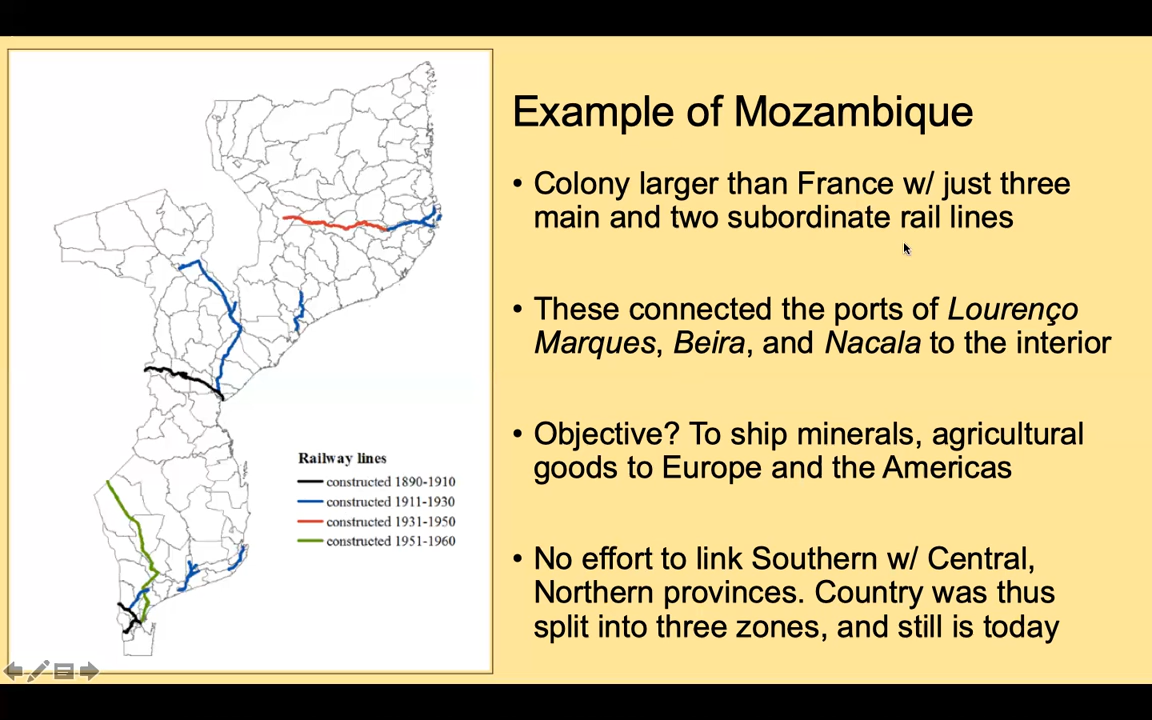 Example of Mozambique
• Colony larger than France w/ just three
main and two subordinate rail lines
• These connected the ports of Lourenço
Marques, Beira, and Nacala to the interior
• Objective? To ship minerals, agricultural
goods to Europe and the Americas
• No effort to link Southern w/ Central,
Northern provinces. Country was thus
split into three zones, and still is today
Railway lines
constructed 1890-1910
constructed 1911-1930
constructed 1931-1950
constructed 1951-1960